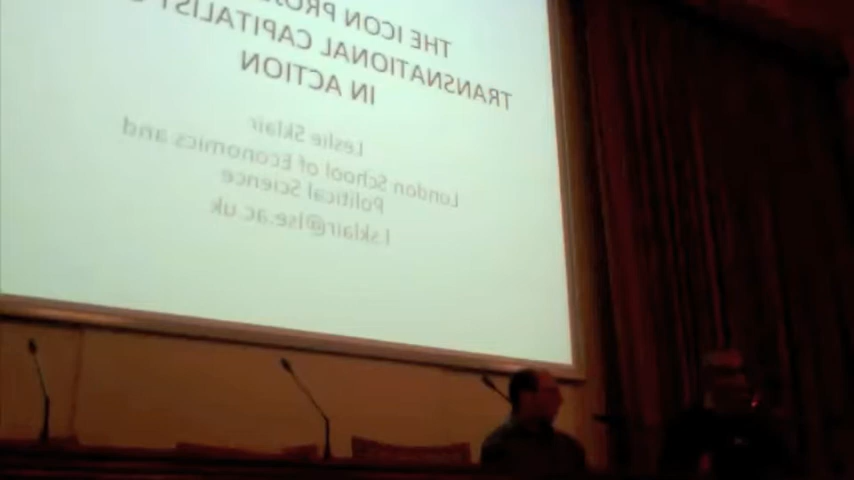 THE ICON
TRANSNATIONAL CAPITALIST
IN ACTION
Leslie Sklair
London School of Economics and
Political Science
l.sklair@lse.ac.uk